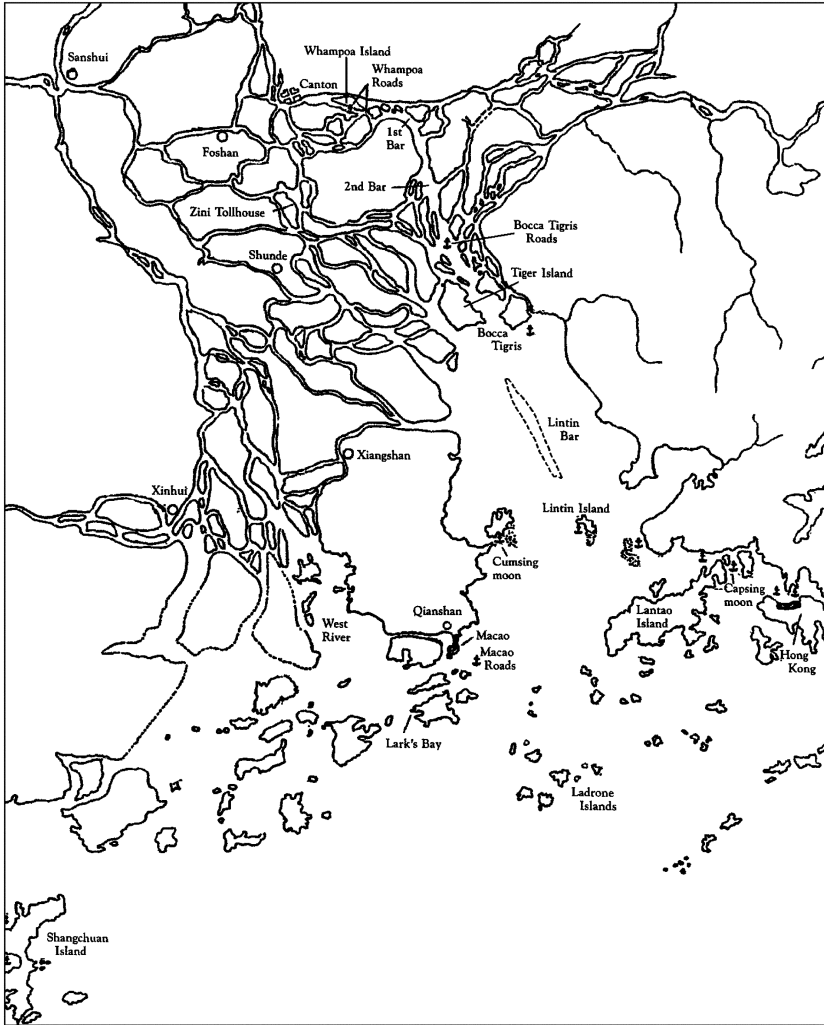 Whampoa Island
Whampoa
Roads
Sanshui
Canton
1st
Bar
Foshan
2nd Bar
Zini Tollhouse
Bocca Tigris
Roads
Shunde
Tiger Island
Bocca
Tigris
Lintin
Bar
Xiangshan
Xinhui
Lintin Island
Cumsing
moon
Capsing
moon
Qianshan
Lantao
Island
West
River
Macao
Macao
Roads
Hong
Kong
Lark's Bay
Ladrone
Islands
Shangchuan
Island